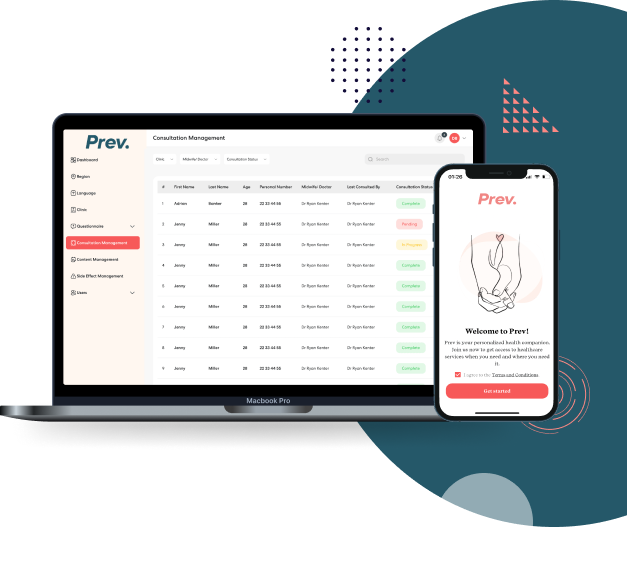 Prev.
Dashboard
Region
Language
Clinic
Questionnaire
Consultation Management
Content Management
Side Effect Management
Users
Consultation Management
Clinic Midwife/ Doctor Consultation Status Search
# First Name Last Name Age Personal Number Midwife/ Doctor Last Consulted By Consultation Status
1 28 22 33 44 55 Dr Ryan Kenter Dr Ryan Kenter Complete
2 Jenny Miller 28 22 33 44 55 Dr Ryan Kenter Dr Ryan Kenter Pending
3 Jenny Miller 28 22 33 44 55 Dr Ryan Kenter Dr Ryan Kenter
4 Jenny Miller 28 22 33 44 55 Dr Ryan Kenter Dr Ryan Kenter Complete
5 Jenny Miller 28 22 33 44 55 Dr Ryan Kenter Dr Ryan Kenter Complete
6 Jenny Miller 28 22 33 44 55 Dr Ryan Kenter Dr Ryan Kenter Complete
7 Jenny Miller 28 22 33 44 55 Dr Ryan Kenter Dr Ryan Kenter Complete
8 Jenny Miller 28 22 33 44 55 Dr Ryan Kenter Dr Ryan Kenter Complete
9 Jenny Miller 28 22 33 44 55 Dr Ryan Kenter Dr Ryan Kenter Complete
Macbook Pro
01:26
Prev.
Welcome to Prev!
Prev is your personalized health companion.
Join us now to get access to healthcare
services when you need and where you need
it.
I agree to the Terms and Conditions
Get started